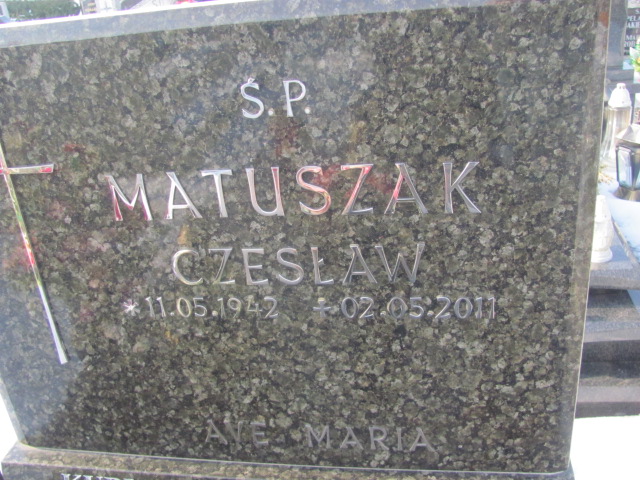 Ś.P.
MATUSZAK
CZESŁAW
*11.05.1942 +02.05.2011
AVE MARIA